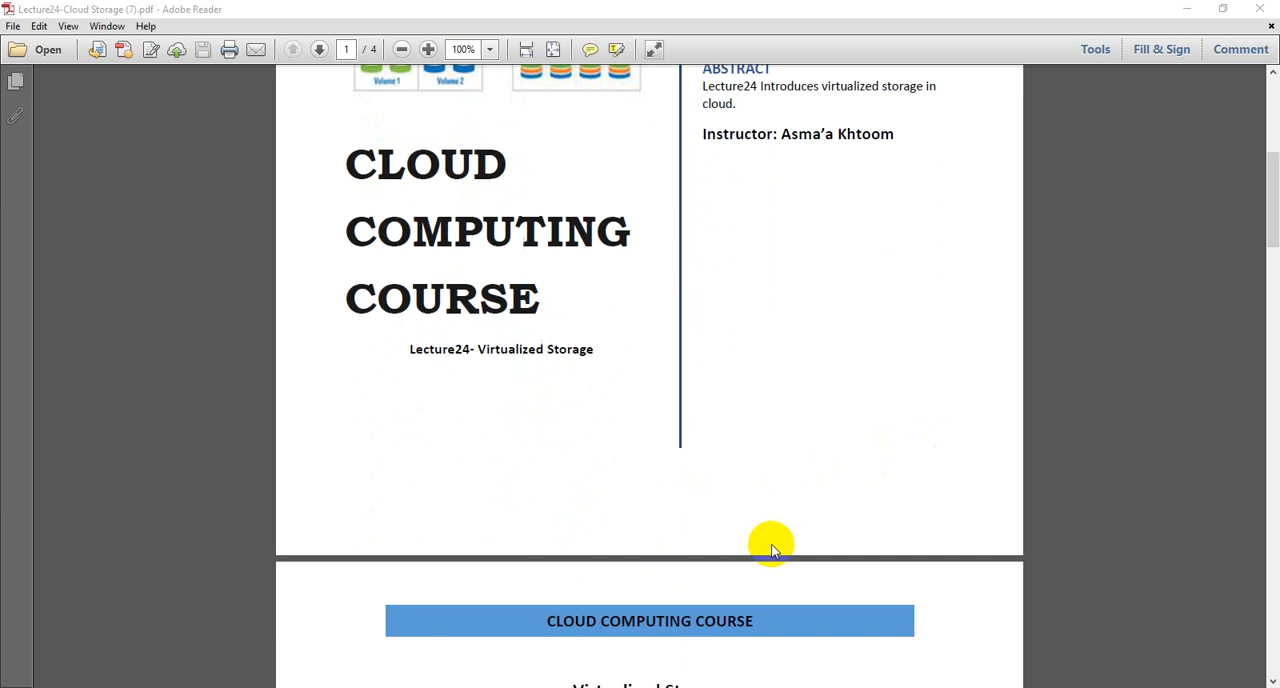 Lecture24-Cloud Storage (7).pdf - Adobe Reader
File Edit View Window Help
Open 1 / 4 100% Tools Fill & Sign Comment
Volume 1 Volume 2
ABSTRACT
Lecture24 Introduces virtualized storage in
cloud.
Instructor: Asma’a Khtoom
CLOUD
COMPUTING
COURSE
Lecture24- Virtualized Storage
CLOUD COMPUTING COURSE